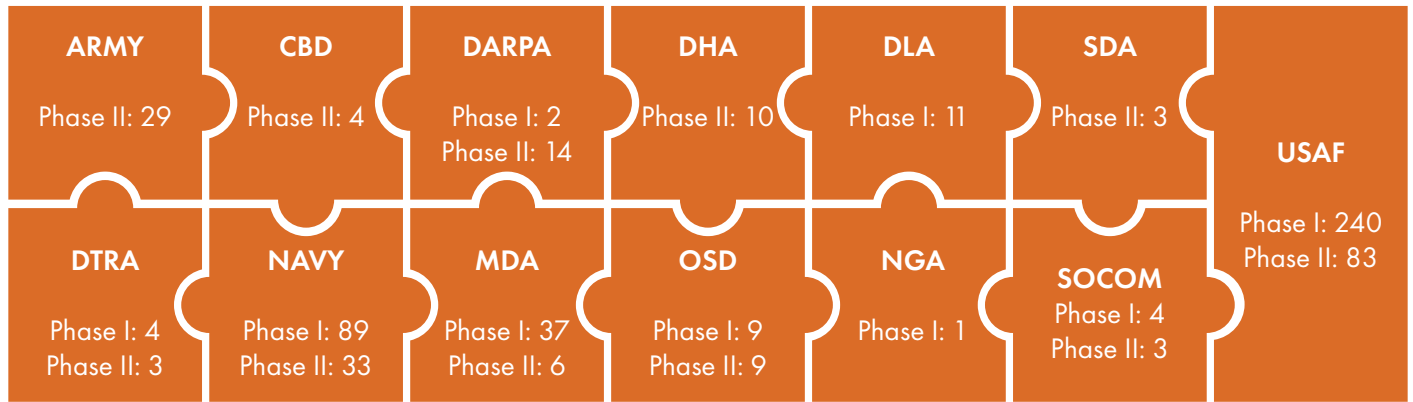 ARMY
Phase II: 29
CBD
Phase II: 4
DARPA
Phase I: 2
Phase II: 14
DHA
Phase II: 10
DLA
Phase I: 11
SDA
Phase II: 3
USAF
Phase I: 240
Phase II: 83
DTRA
Phase I: 4
Phase II: 3
NAVY
Phase I: 89
Phase II: 33
MDA
Phase I: 37
Phase II: 6
OSD
Phase I: 9
Phase II: 9
NGA
Phase I: 1
SOCOM
Phase I: 4
Phase II: 3